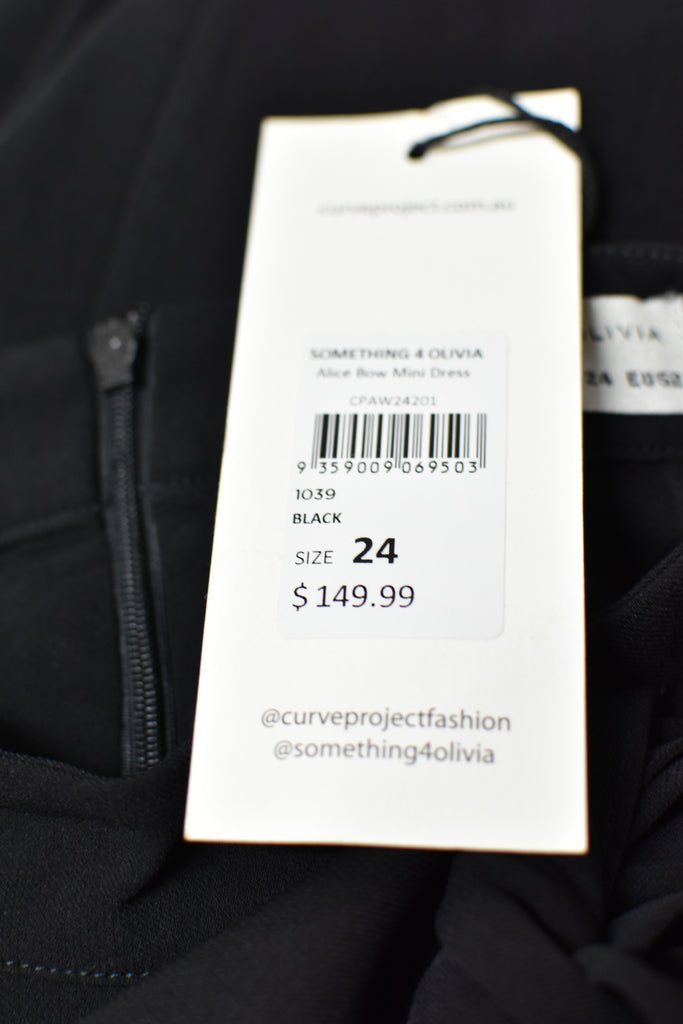 curveproject.com.au
SOMETHING 4 OLIVIA
Alice Bow Mini Dress
CPAW24201
9 359009 069503
1039
BLACK
SIZE 24
$ 149.99
@curveprojectfashion
@something4olivia
OLIVIA